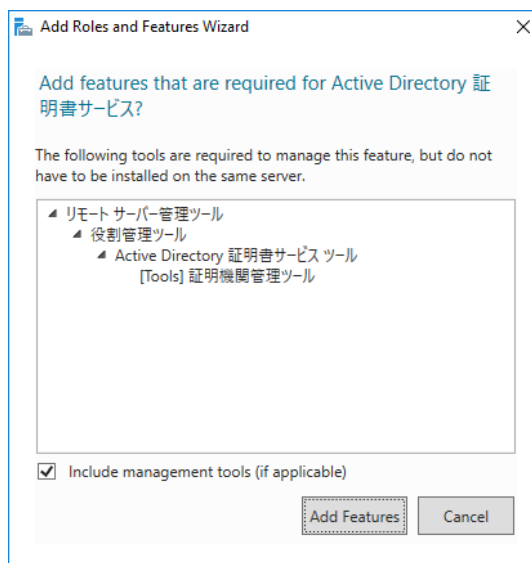 Add Roles and Features Wizard
Add features that are required for Active Directory 証
明書サービス?
The following tools are required to manage this feature, but do not
have to be installed on the same server.
リモート サーバー管理ツール
役割管理ツール
Active Directory 証明書サービス ツール
[Tools] 証明機関管理ツール
Include management tools (if applicable)
Add Features
Cancel